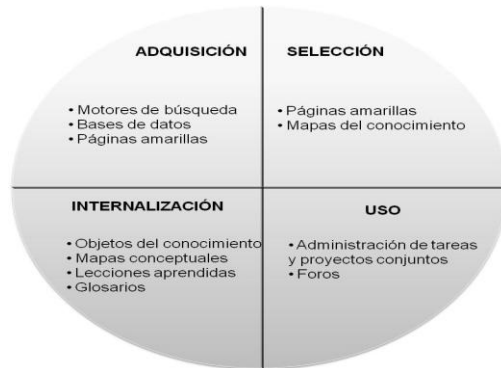 ADQUISICIÓN
• Motores de búsqueda
• Bases de datos
• Páginas amarillas
SELECCIÓN
• Páginas amarillas
• Mapas del conocimiento
INTERNALIZACIÓN
• Objetos del conocimiento
• Mapas conceptuales
• Lecciones aprendidas
• Glosarios
USO
• Administración de tareas
y proyectos conjuntos
• Foros